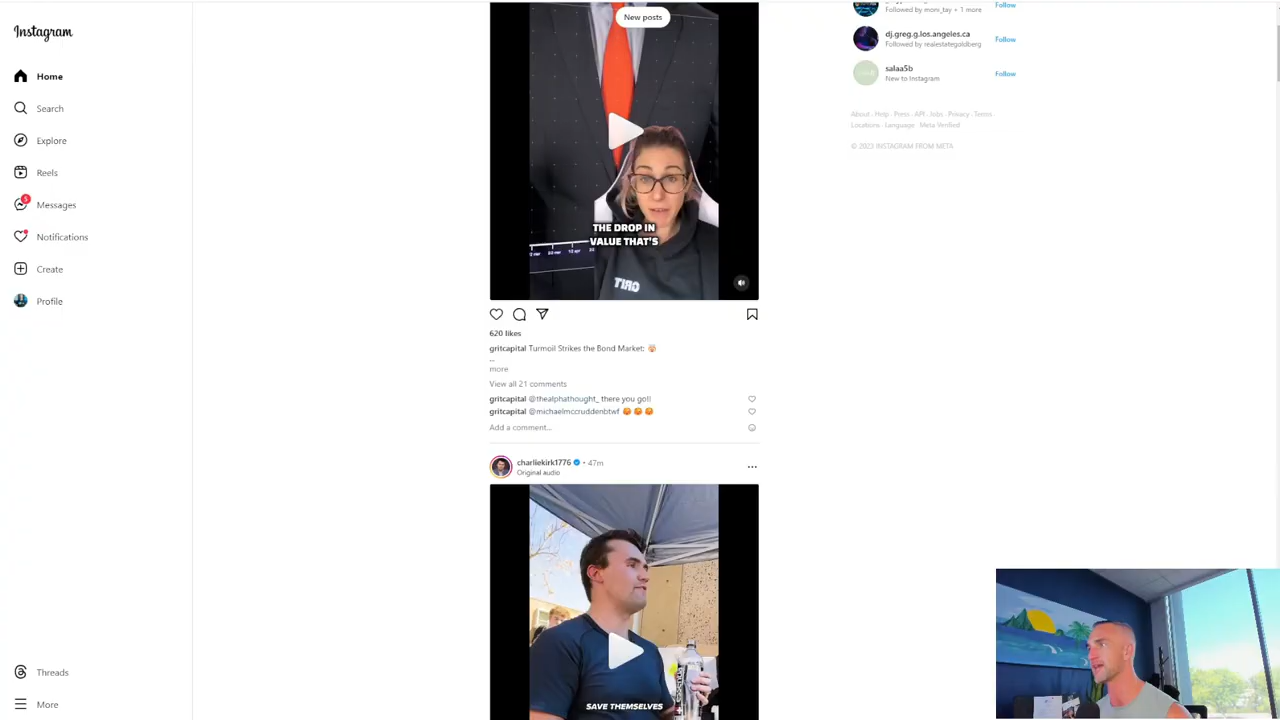 Instagram
Home
Search
Explore
Reels
5
Messages
Notifications
Create
Profile
Threads
More
New posts
THE DROP IN
VALUE THAT'S
GRIT
620 likes
gritcapital Turmoil Strikes the Bond Market: 🤯
...
more
View all 21 comments
gritcapital @thealphathought_ there you go!!
gritcapital @michaelmccruddenbtwf
Add a comment...
charliekirk1776 • 47m
Original audio
SAVE THEMSELVES
Followed by moni_tay + 1 more
Follow
dj.greg.g.los.angeles.ca
Followed by realestategoldberg
Follow
salaa5b
New to Instagram
Follow
About · Help · Press · API · Jobs · Privacy · Terms ·
Locations · Language · Meta Verified
© 2023 INSTAGRAM FROM META